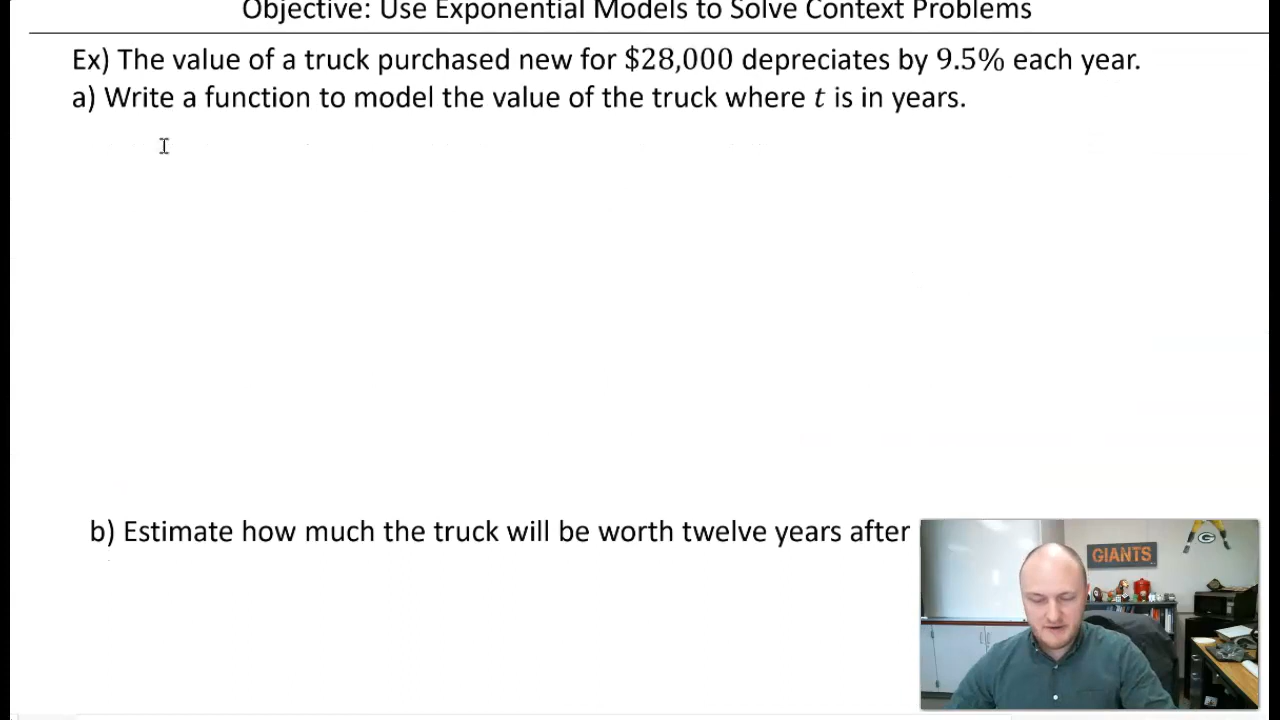 Objective: Use Exponential Models to Solve Context Problems
Ex) The value of a truck purchased new for $28,000 depreciates by 9.5% each year.
a) Write a function to model the value of the truck where t is in years.
b) Estimate how much the truck will be worth twelve years after
GIANTS
G